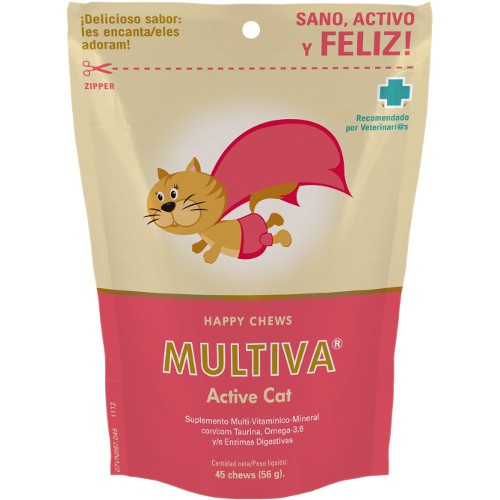 ¡Delicioso sabor:
les encanta/eles
adoram!
SANO, ACTIVO
Y FELIZ!
ZIPPER
Recomendado
por Veterinari@s
HAPPY CHEWS
MULTIVA®
Active Cat
Suplemento Multi-Vitamínico-Mineral
con/com Taurina, Omega-3,6
y/e Enzimas Digestivas
Cantidad neta/Peso líquido:
45 chews (56 g).